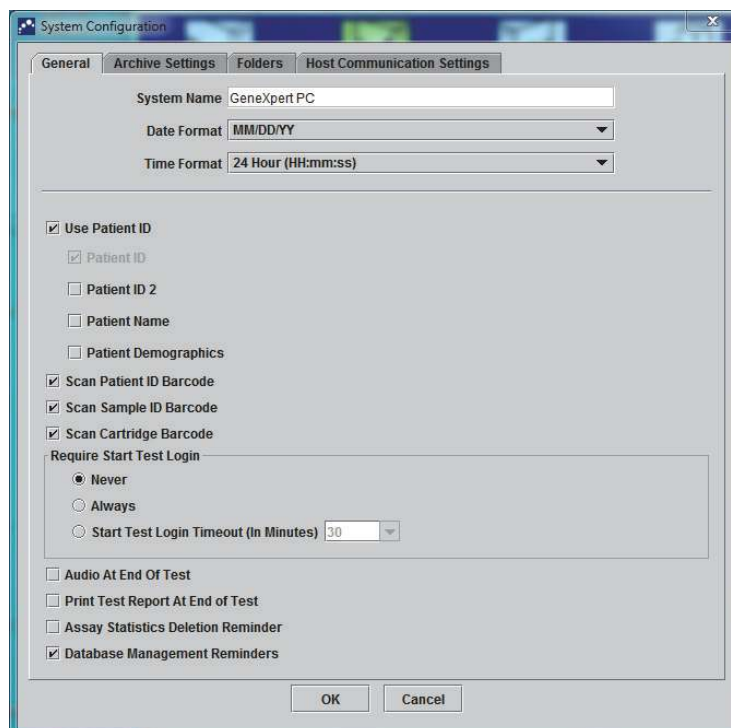 System Configuration
General Archive Settings Folders Host Communication Settings
System Name GeneXpert PC
Date Format MM/DD/YY
Time Format 24 Hour (HH:mm:ss)
Use Patient ID
Patient ID
Patient ID 2
Patient Name
Patient Demographics
Scan Patient ID Barcode
Scan Sample ID Barcode
Scan Cartridge Barcode
Require Start Test Login
Never
Always
Start Test Login Timeout (In Minutes) 30
Audio At End Of Test
Print Test Report At End of Test
Assay Statistics Deletion Reminder
Database Management Reminders
OK Cancel